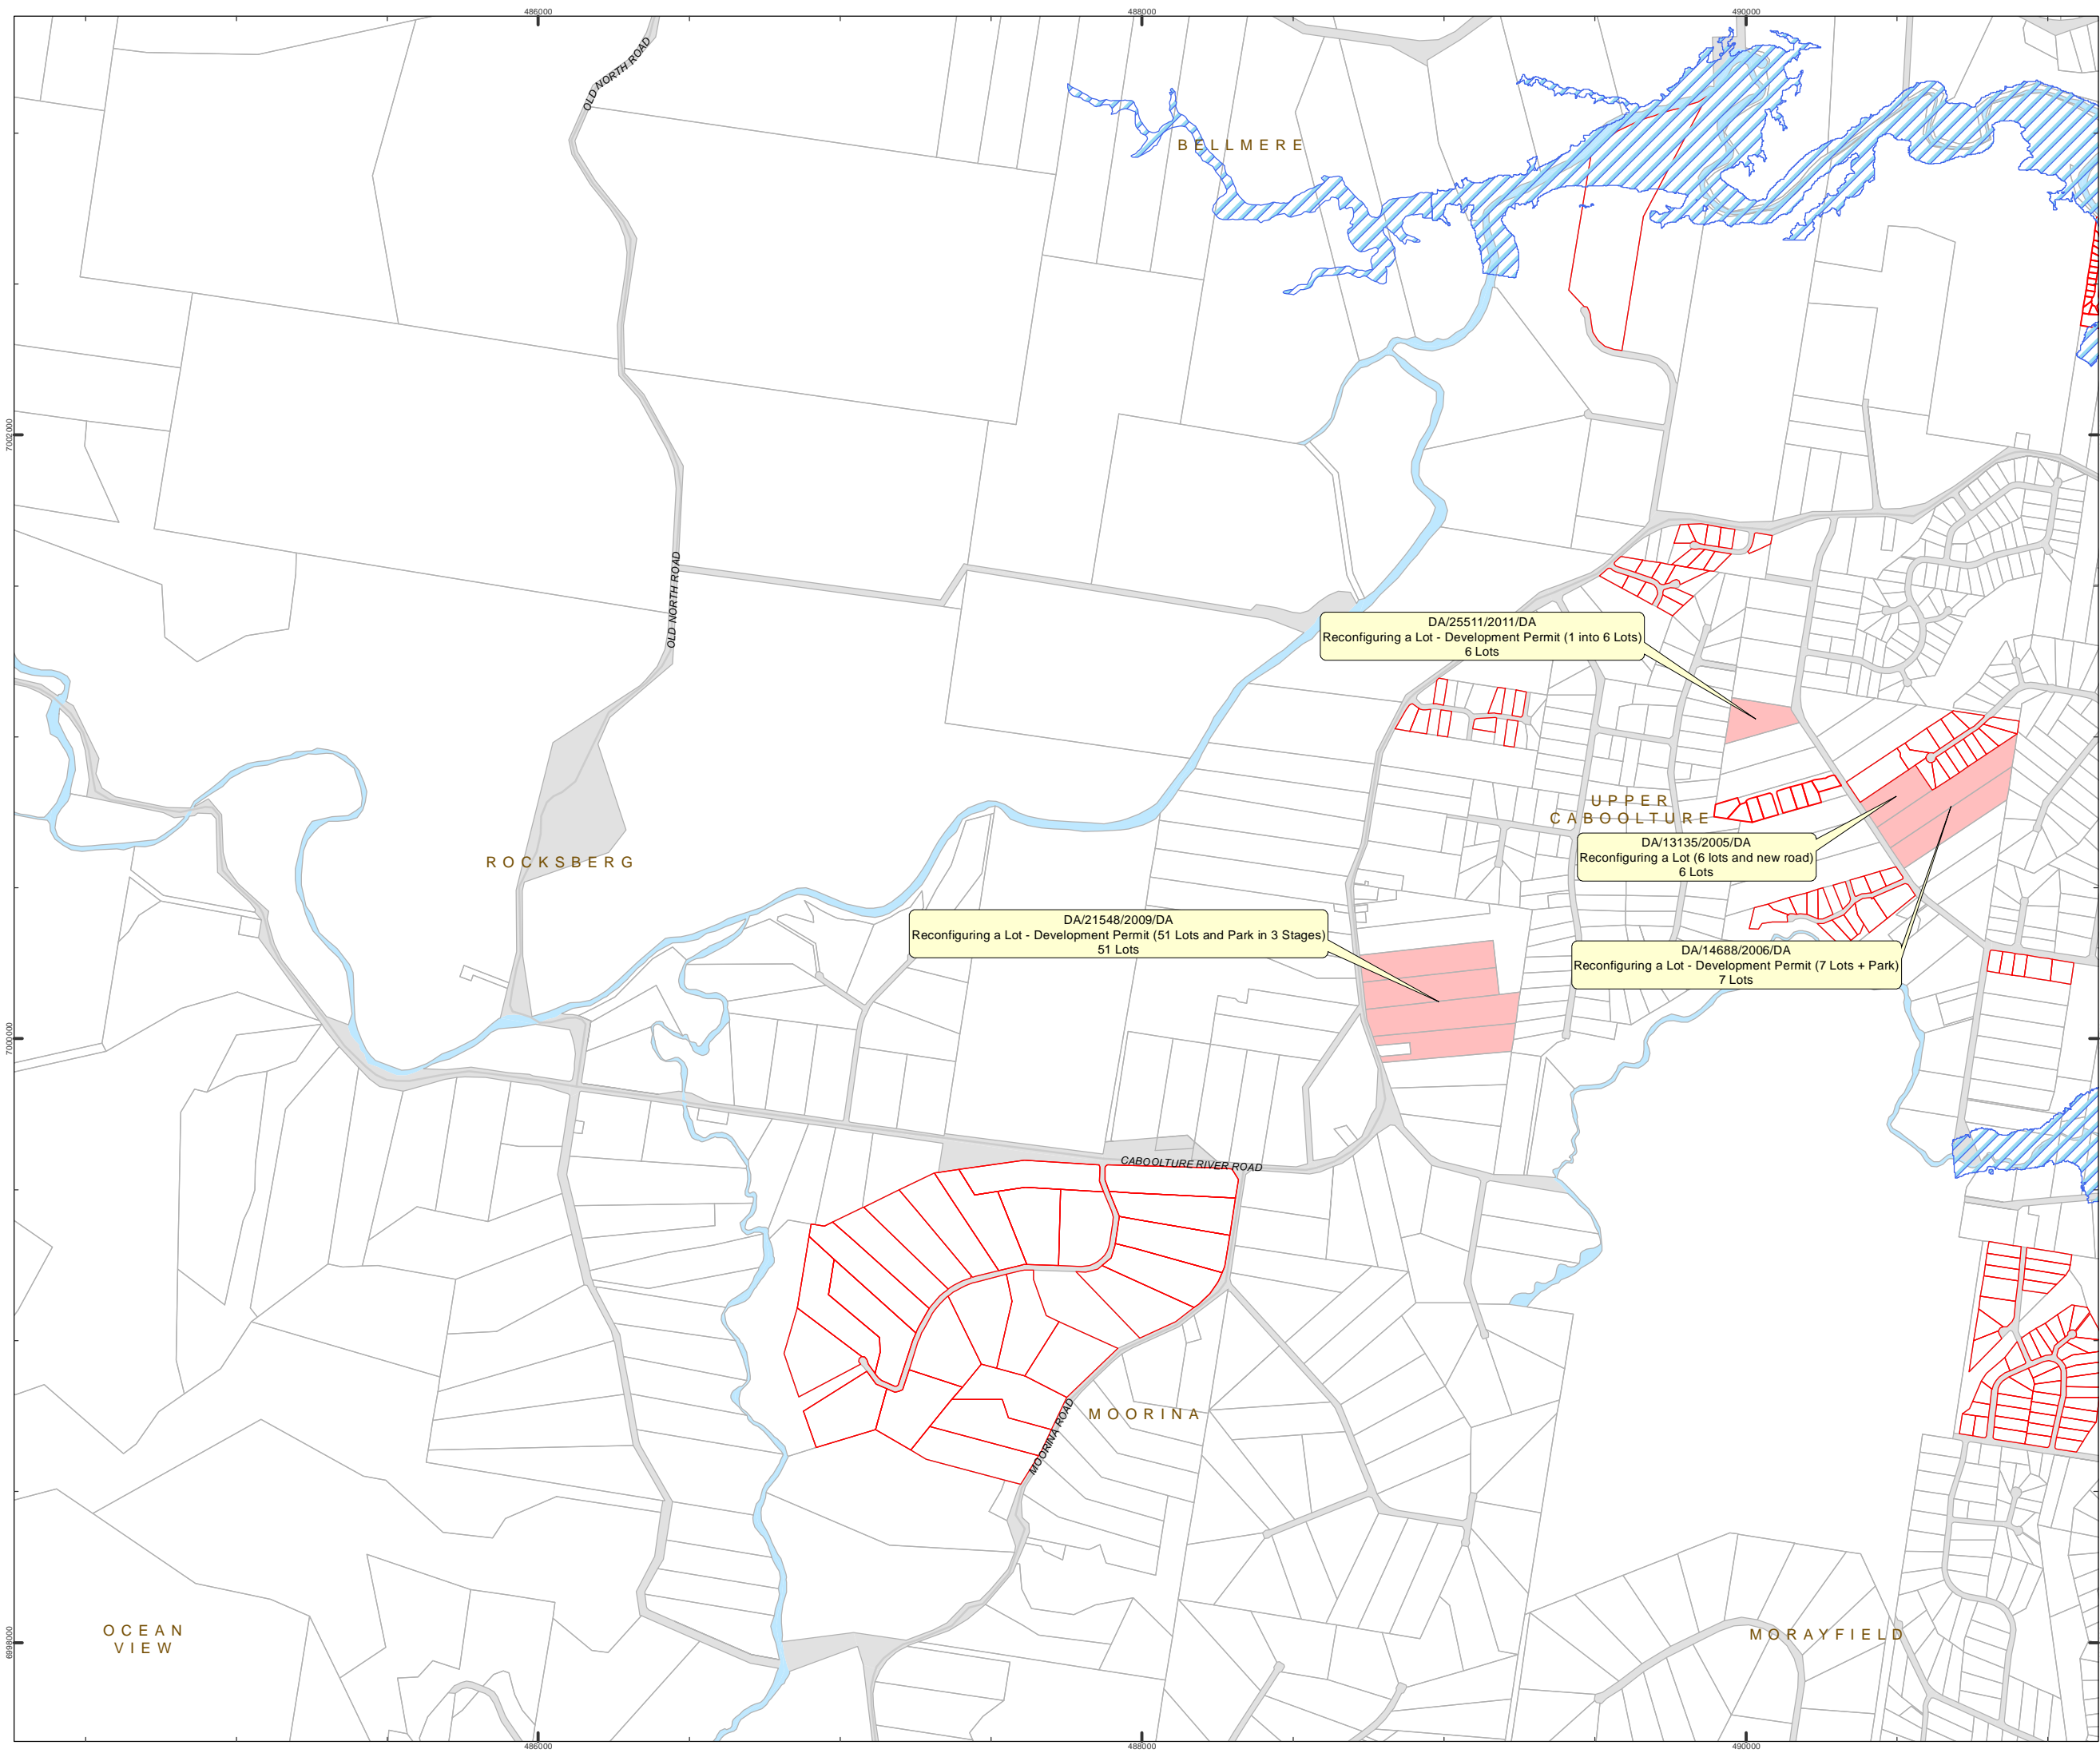 486000
488000
490000
OLD NORTH ROAD
BELLMERE
7002000
OLD NORTH ROAD
DA/25511/2011/DA
Reconfiguring a Lot - Development Permit (1 into 6 Lots)
6 Lots
UPPER
CABOOLTURE
DA/13135/2005/DA
Reconfiguring a Lot (6 lots and new road)
6 Lots
ROCKSBERG
DA/21548/2009/DA
Reconfiguring a Lot - Development Permit (51 Lots and Park in 3 Stages)
51 Lots
DA/14688/2006/DA
Reconfiguring a Lot - Development Permit (7 Lots + Park)
7 Lots
7000000
CABOOLTURE RIVER ROAD
MOORINA
MOORINA ROAD
OCEAN
VIEW
MORAYFIELD
6998000
486000
488000
490000